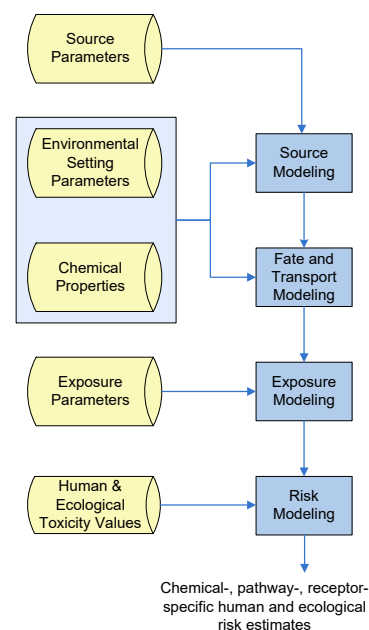 Source
Parameters
Environmental
Setting
Parameters
Source
Modeling
Chemical
Properties
Fate and
Transport
Modeling
Exposure
Parameters
Exposure
Modeling
Human &
Ecological
Toxicity Values
Risk
Modeling
Chemical-, pathway-, receptor-
specific human and ecological
risk estimates